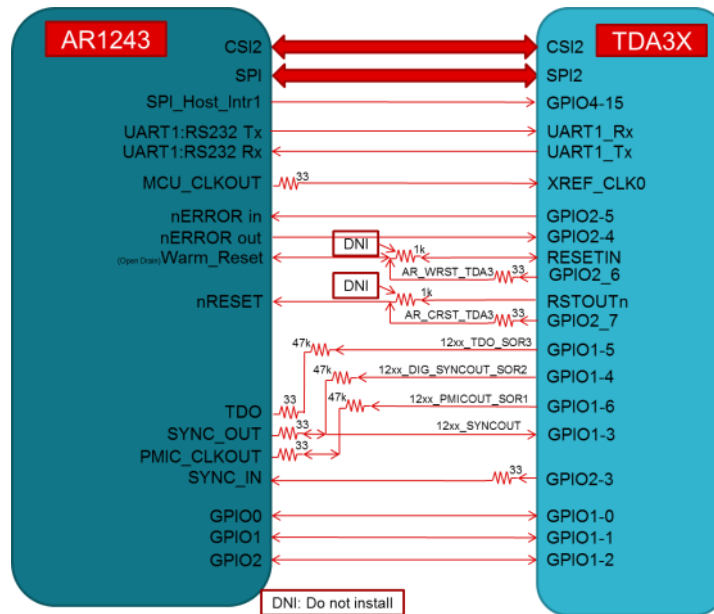 AR1243
TDA3X
CSI2
CSI2
SPI
SPI2
SPI_Host_Intr1
GPIO4-15
UART1:RS232 Tx
UART1_Rx
UART1:RS232 Rx
UART1_Tx
MCU_CLKOUT
33
XREF_CLK0
nERROR in
GPIO2-5
nERROR out
GPIO2-4
DNI
1k
(Open Drain)Warm_Reset
RESETIN
AR_WRST_TDA3
33
GPIO2_6
DNI
1k
nRESET
RSTOUTn
AR_CRST_TDA3
33
GPIO2_7
47k
12xx_TDO_SOR3
GPIO1-5
47k
12xx_DIG_SYNCOUT_SOR2
GPIO1-4
47k
12xx_PMICOUT_SOR1
GPIO1-6
TDO
33
SYNC_OUT
33
12xx_SYNCOUT
GPIO1-3
PMIC_CLKOUT
33
SYNC_IN
33
GPIO2-3
GPIO0
GPIO1-0
GPIO1
GPIO1-1
GPIO2
GPIO1-2
DNI: Do not install